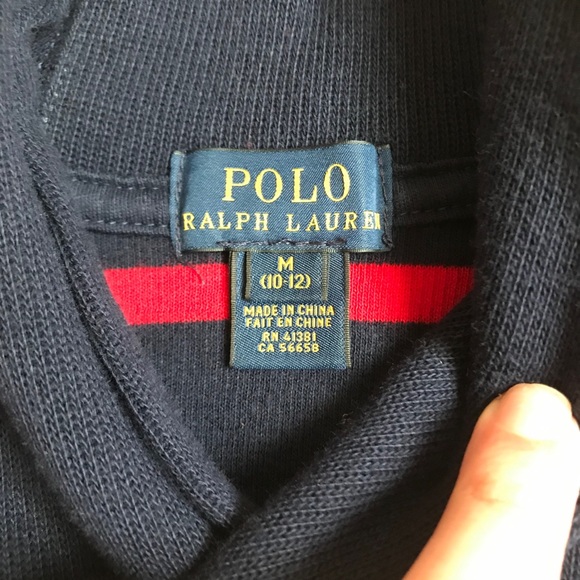 POLO
RALPH LAUREN
M
(10-12)
MADE IN CHINA
FAIT EN CHINE
RN 41381
CA 56658